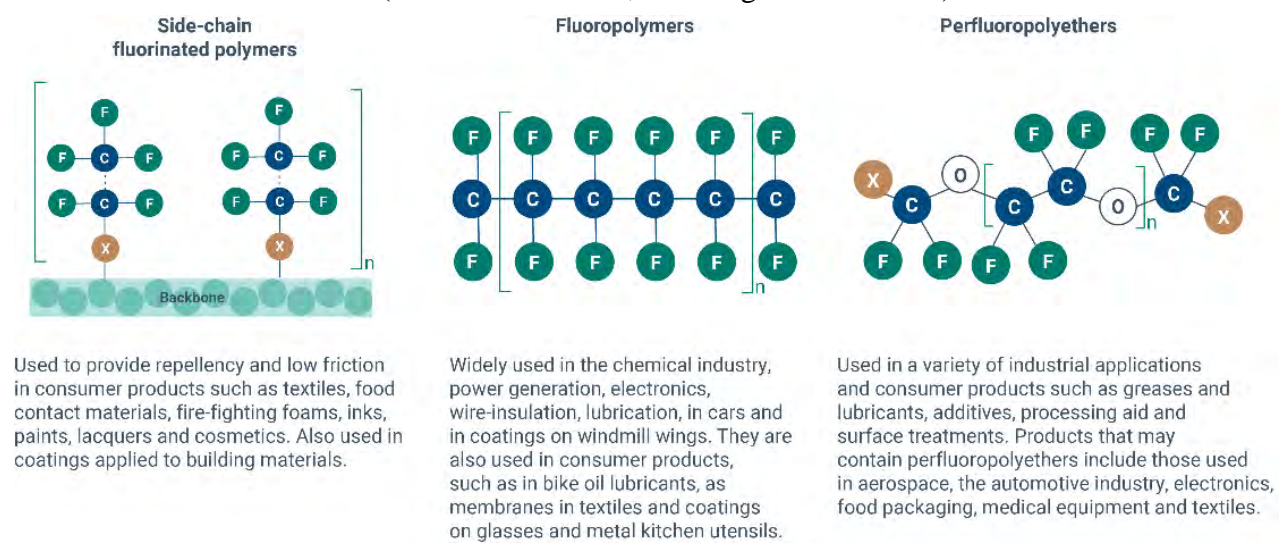 Side-chain
fluorinated polymers
F F
F C F F C F
F C F F C F
X X
n
Backbone
Used to provide repellency and low friction
in consumer products such as textiles, food
contact materials, fire-fighting foams, inks,
paints, lacquers and cosmetics. Also used in
coatings applied to building materials.
Fluoropolymers
F F F F F F
C C C C C C
F F F F F F
n
Widely used in the chemical industry,
power generation, electronics,
wire-insulation, lubrication, in cars and
in coatings on windmill wings. They are
also used in consumer products,
such as in bike oil lubricants, as
membranes in textiles and coatings
on glasses and metal kitchen utensils.
Perfluoropolyethers
F F F F
X O C C
C C O X
n
F F F F
Used in a variety of industrial applications
and consumer products such as greases and
lubricants, additives, processing aid and
surface treatments. Products that may
contain perfluoropolyethers include those used
in aerospace, the automotive industry, electronics,
food packaging, medical equipment and textiles.